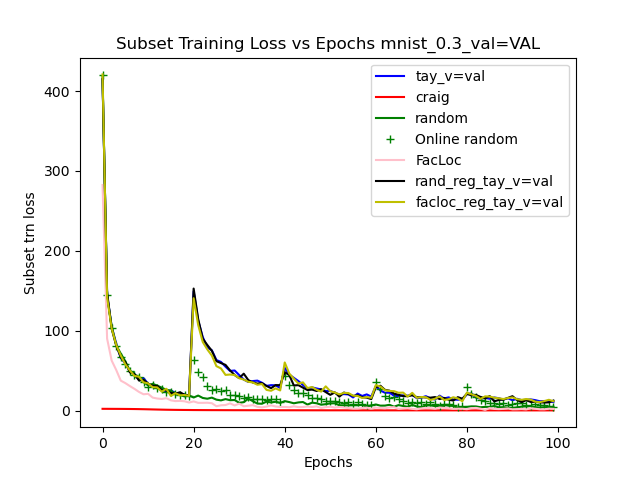 Subset Training Loss vs Epochs mnist_0.3_val=VAL
tay_v=val
craig
random
Online random
FacLoc
rand_reg_tay_v=val
facloc_reg_tay_v=val
Subset trn loss
400
300
200
100
0
0
20
40
60
80
100
Epochs